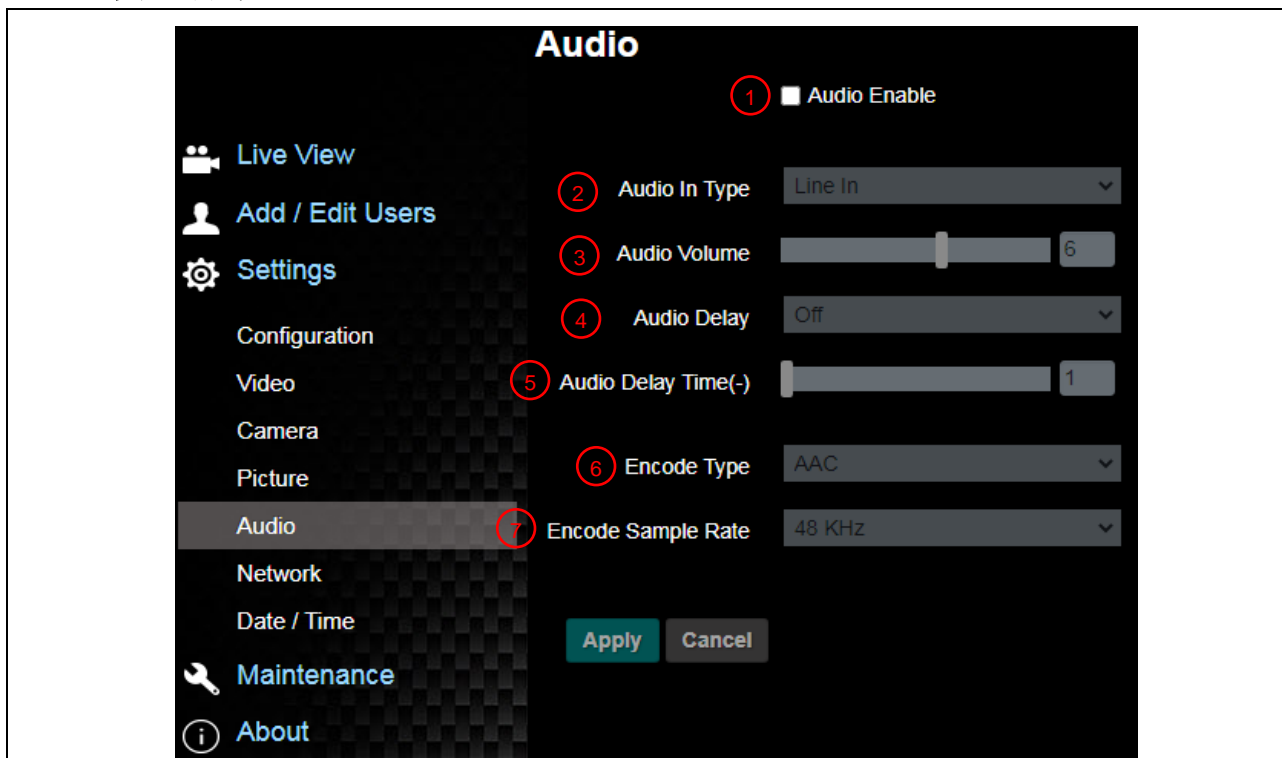 Audio
1 Audio Enable
Live View
Add / Edit Users
Settings
Configuration
Video
Camera
Picture
Audio
Network
Date / Time
Maintenance
About
2 Audio In Type Line In
3 Audio Volume 6
4 Audio Delay Off
5 Audio Delay Time(-) 1
6 Encode Type AAC
7 Encode Sample Rate 48 KHz
Apply Cancel